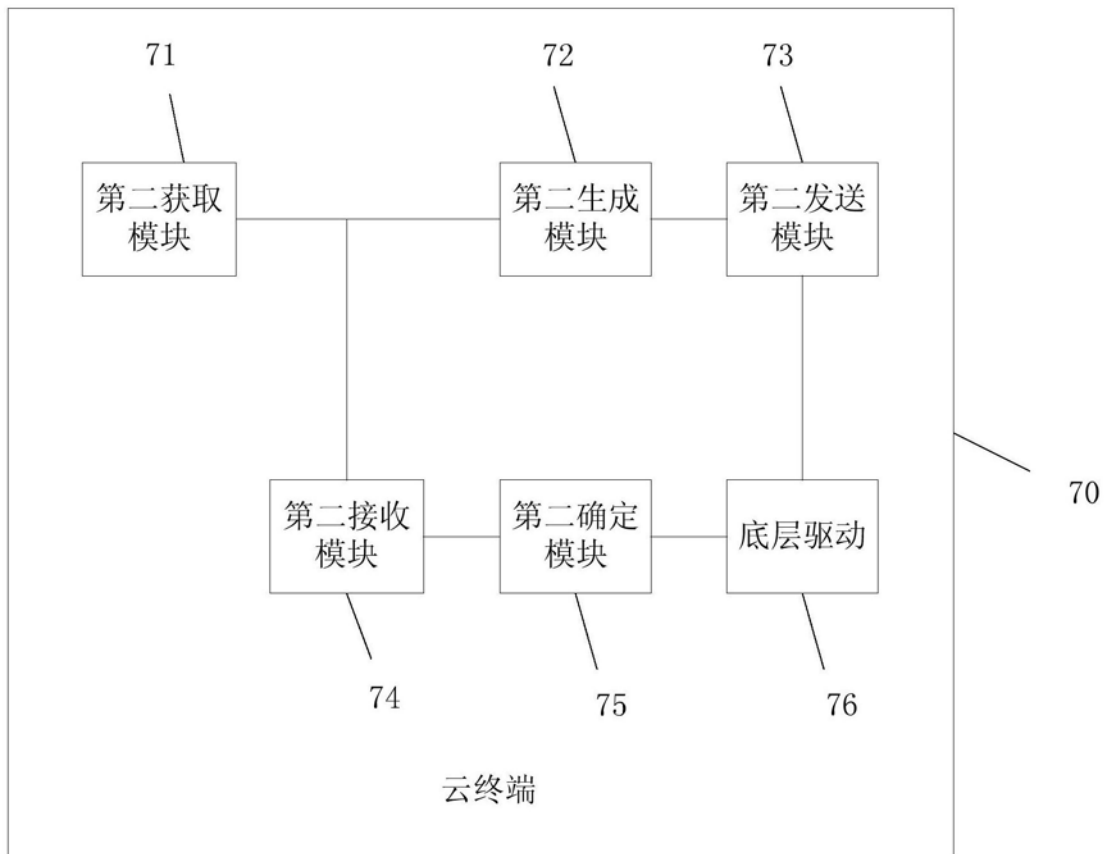 71
72
73
第二获取
模块
第二生成
模块
第二发送
模块
70
第二接收
模块
第二确定
模块
底层驱动
74
75
76
云终端